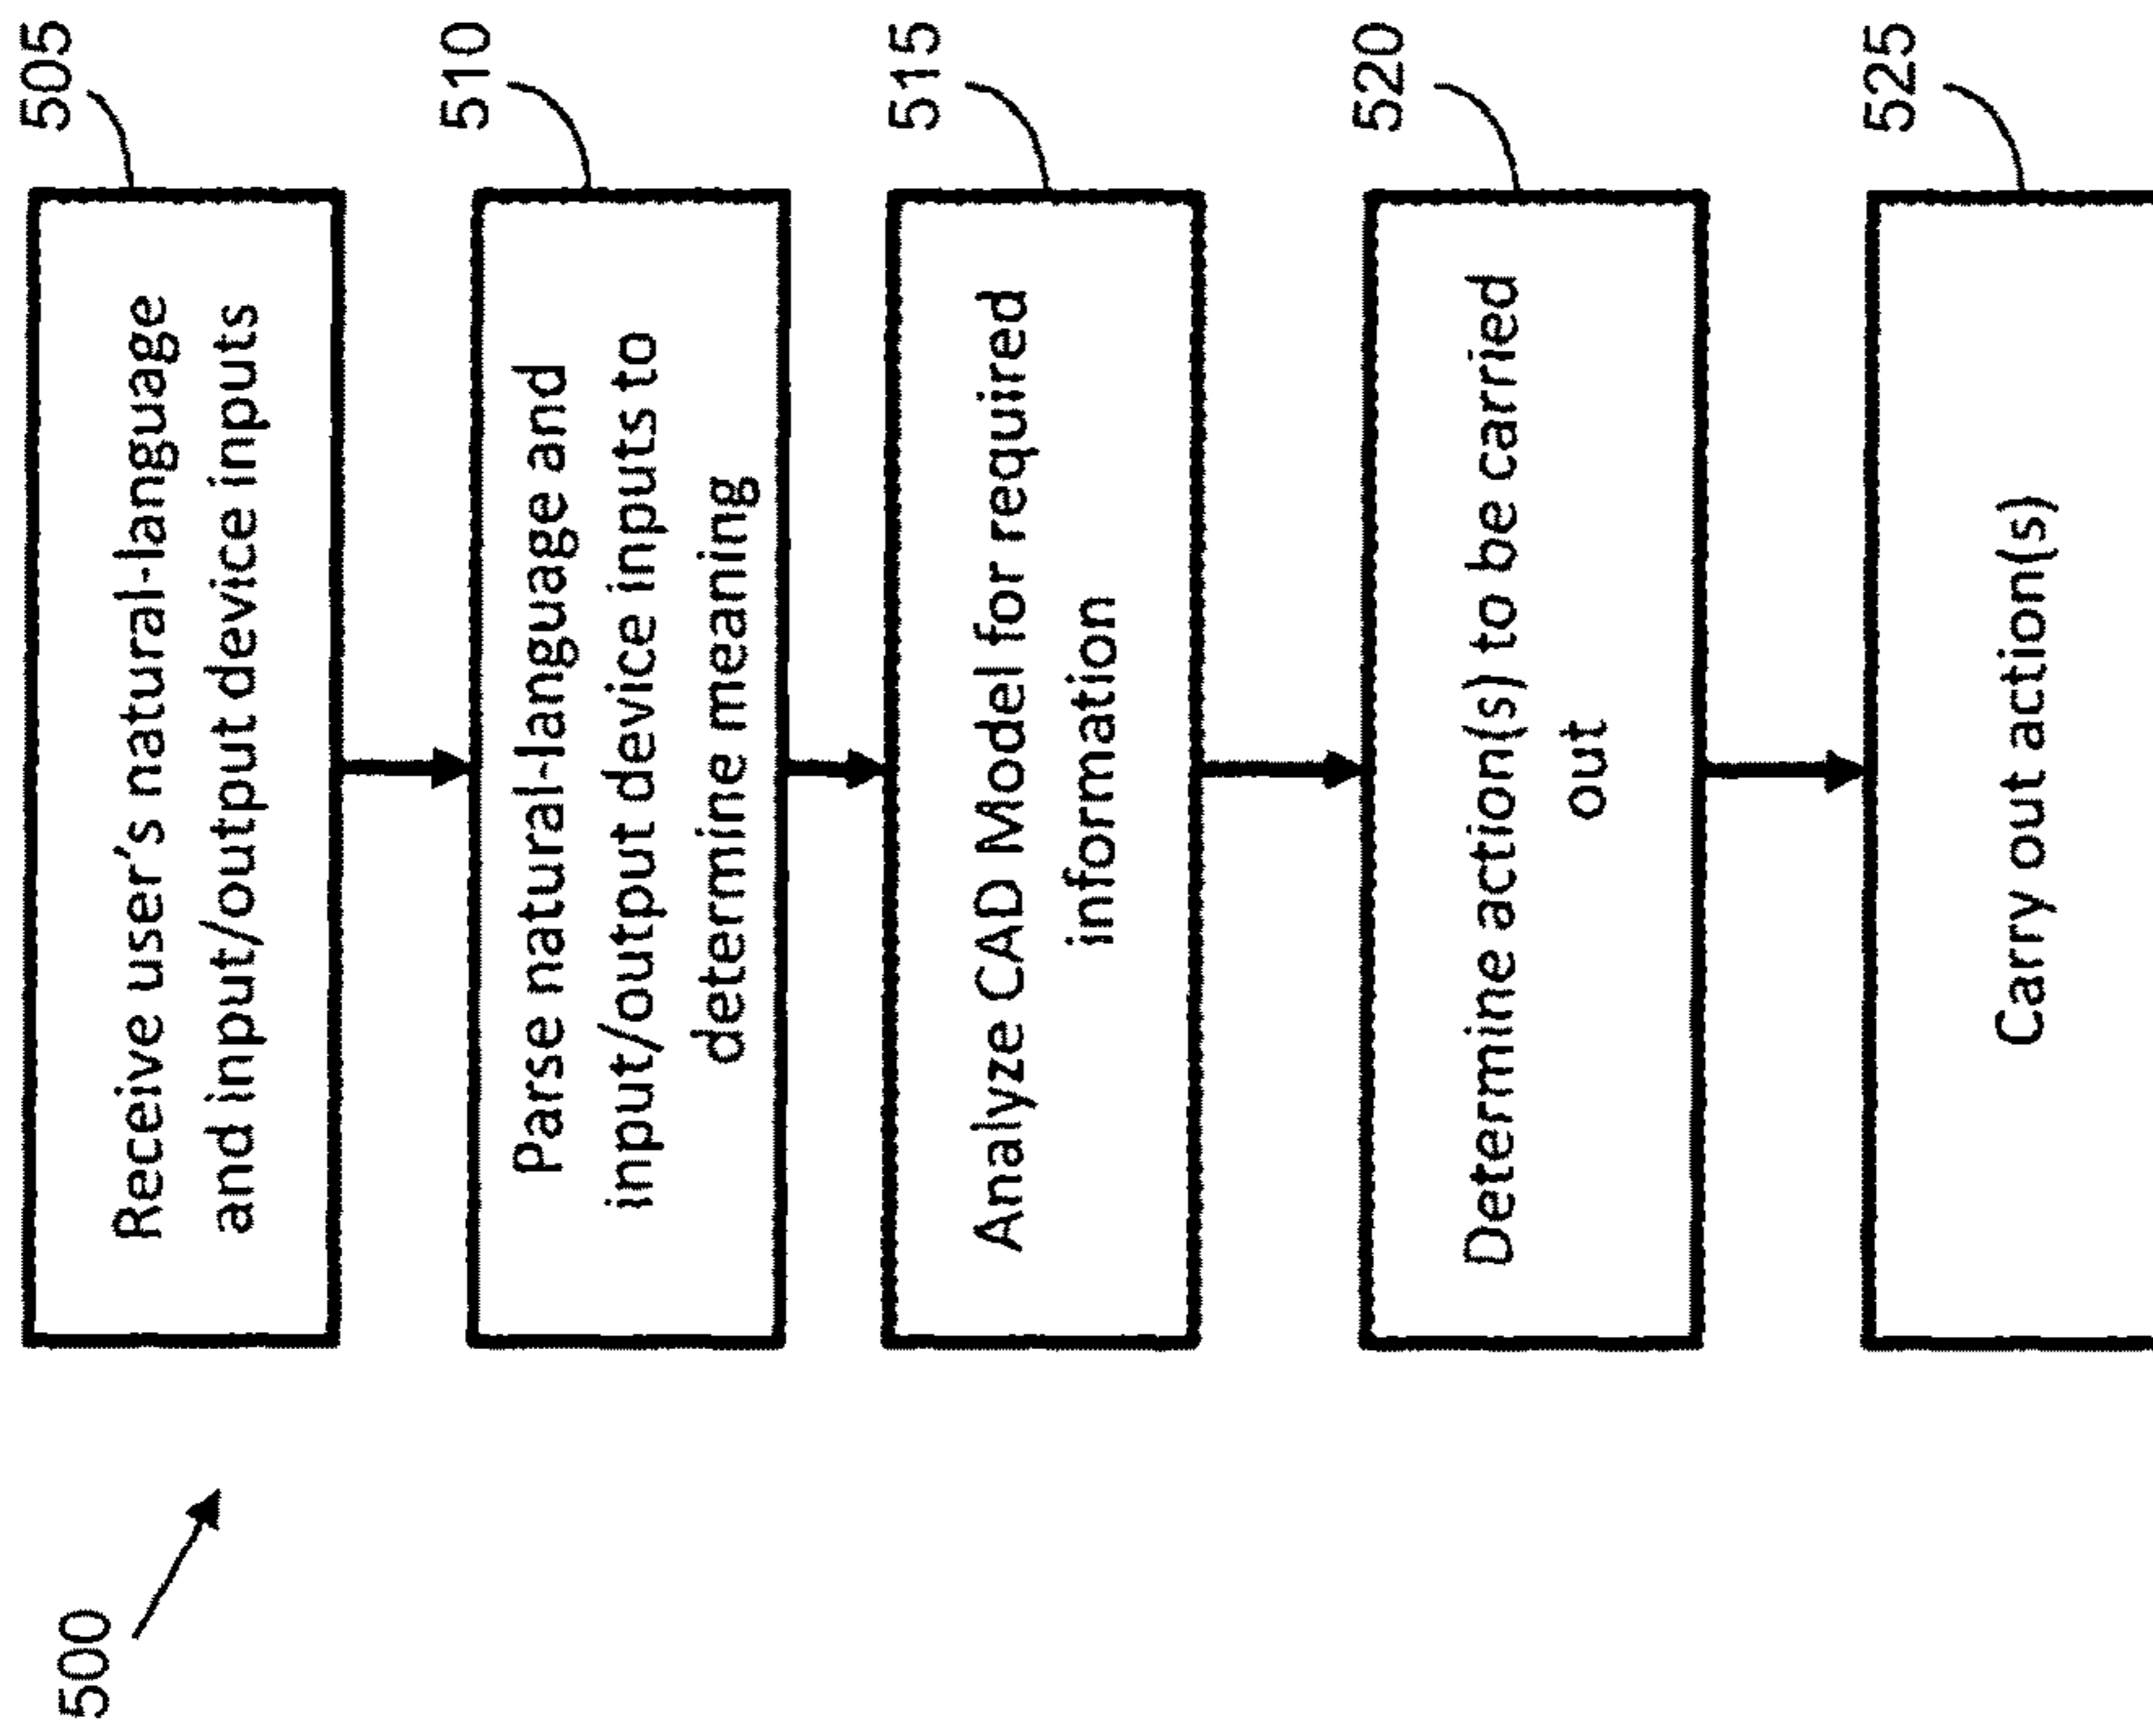 500
505
Receive user's natural-language
and input/output device inputs
510
Parse natural-language and
input/output device inputs to
determine meaning
515
Analyze CAD Model for required
information
520
Determine action(s) to be carried
out
525
Carry out action(s)